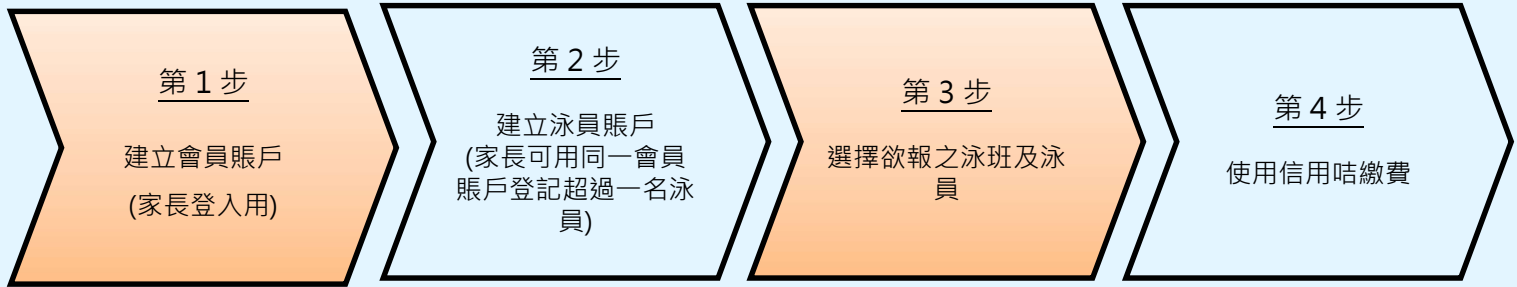 第 1 步
建立會員賬戶
(家長登入用)
第 2 步
建立泳員賬戶
(家長可用同一會員
賬戶登記超過一名泳
員)
第 3 步
選擇欲報之泳班及泳
員
第 4 步
使用信用咭繳費